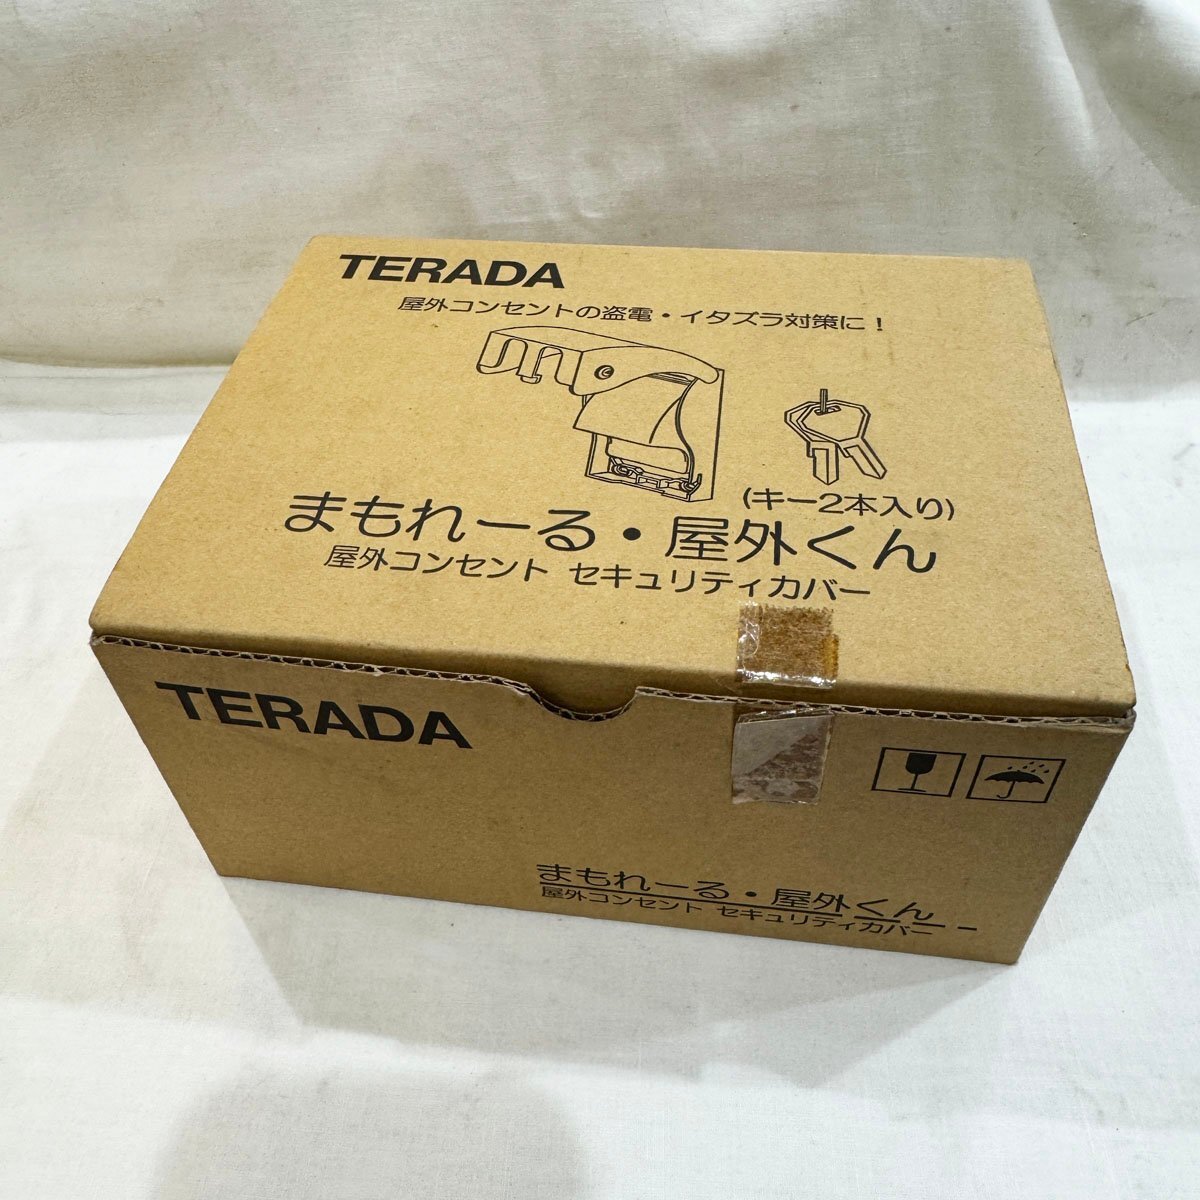 TERADA
屋外コンセントの盗電・イタズラ対策に！
(キー2本入り)
まもれーる・屋外くん
屋外コンセント セキュリティカバー
TERADA
まもれーる・屋外くん
屋外コンセント セキュリティカバー